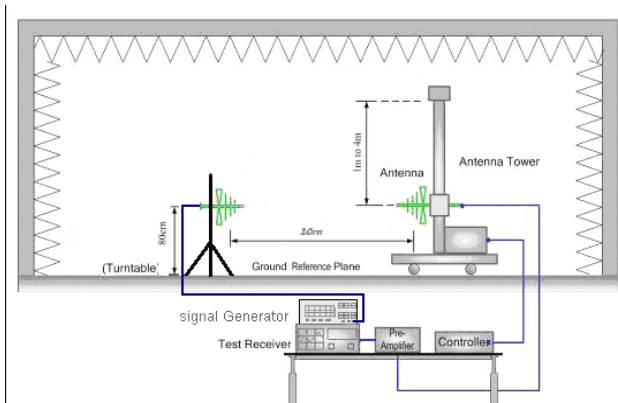 1m to 4m
Antenna Tower
Antenna
10m
80cm
(Turntable)
Ground Reference Plane
signal Generator
Test Receiver
Pre-
Amplifier
Controller